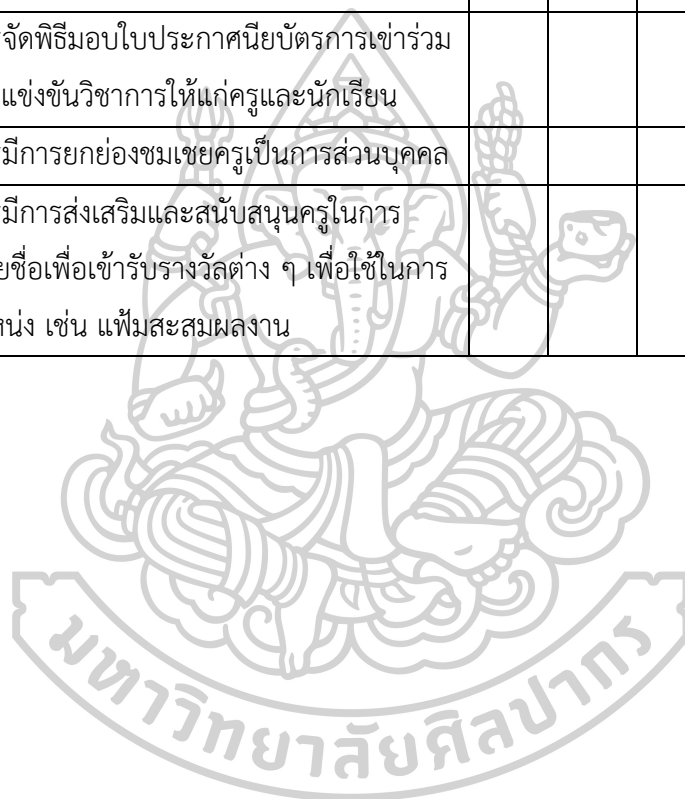 จัดพิธีมอบใบประกาศนียบัตรการเข้าร่วม
แข่งขันวิชาการให้แก่ครูและนักเรียน
มีการยกย่องชมเชยครูเป็นการส่วนบุคคล
มีการส่งเสริมและสนับสนุนครูในการ
ชื่อเพื่อเข้ารับรางวัลต่าง ๆ เพื่อใช้ในการ
หน่ง เช่น แฟ้มสะสมผลงาน
มหาวิทยาลัยศิลปากร